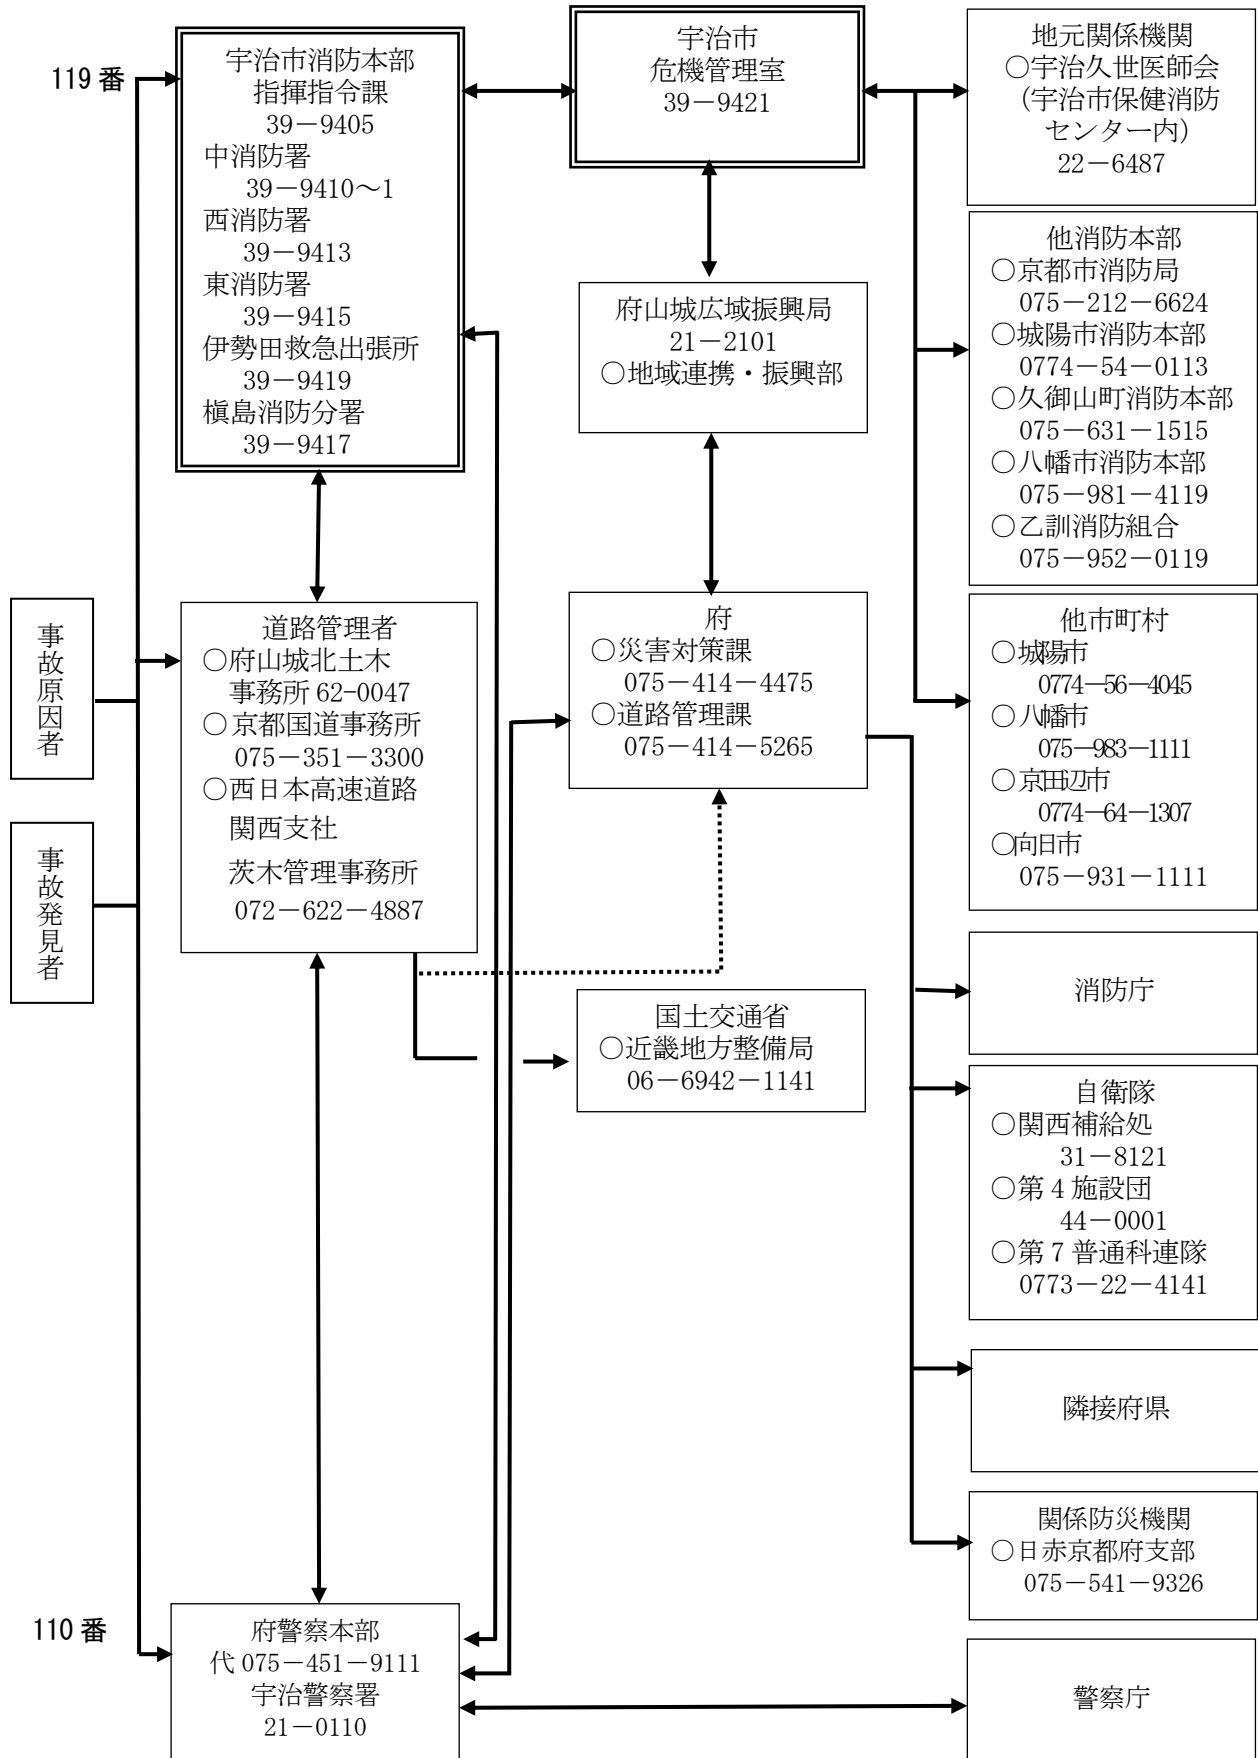 119番
宇治市消防本部
指揮指令課
39-9405
中消防署
39-9410～1
西消防署
39-9413
東消防署
39-9415
伊勢田救急出張所
39-9419
槇島消防分署
39-9417
宇治市
危機管理室
39-9421
地元関係機関
○宇治久世医師会
(宇治市保健消防
センター内)
22-6487
他消防本部
○京都市消防局
075-212-6624
○城陽市消防本部
0774-54-0113
○久御山町消防本部
075-631-1515
○八幡市消防本部
075-981-4119
○乙訓消防組合
075-952-0119
府山城広域振興局
21-2101
○地域連携・振興部
事故原因者
事故発見者
道路管理者
○府山城北土木
事務所 62-0047
○京都国道事務所
075-351-3300
○西日本高速道路
関西支社
茨木管理事務所
072-622-4887
府
○災害対策課
075-414-4475
○道路管理課
075-414-5265
他市町村
○城陽市
0774-56-4045
○八幡市
075-983-1111
○京田辺市
0774-64-1307
○向日市
075-931-1111
国土交通省
○近畿地方整備局
06-6942-1141
消防庁
自衛隊
○関西補給処
31-8121
○第4施設団
44-0001
○第7普通科連隊
0773-22-4141
隣接府県
関係防災機関
○日赤京都府支部
075-541-9326
110番
府警察本部
代 075-451-9111
宇治警察署
21-0110
警察庁